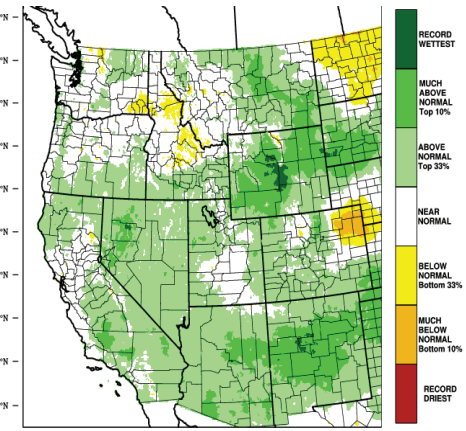 °N
°N
°N
°N
°N
°N
°N
°N
°N
°N
RECORD
WETTEST
MUCH
ABOVE
NORMAL
Top 10%
ABOVE
NORMAL
Top 33%
NEAR
NORMAL
BELOW
NORMAL
Bottom 33%
MUCH
BELOW
NORMAL
Bottom 10%
RECORD
DRIEST